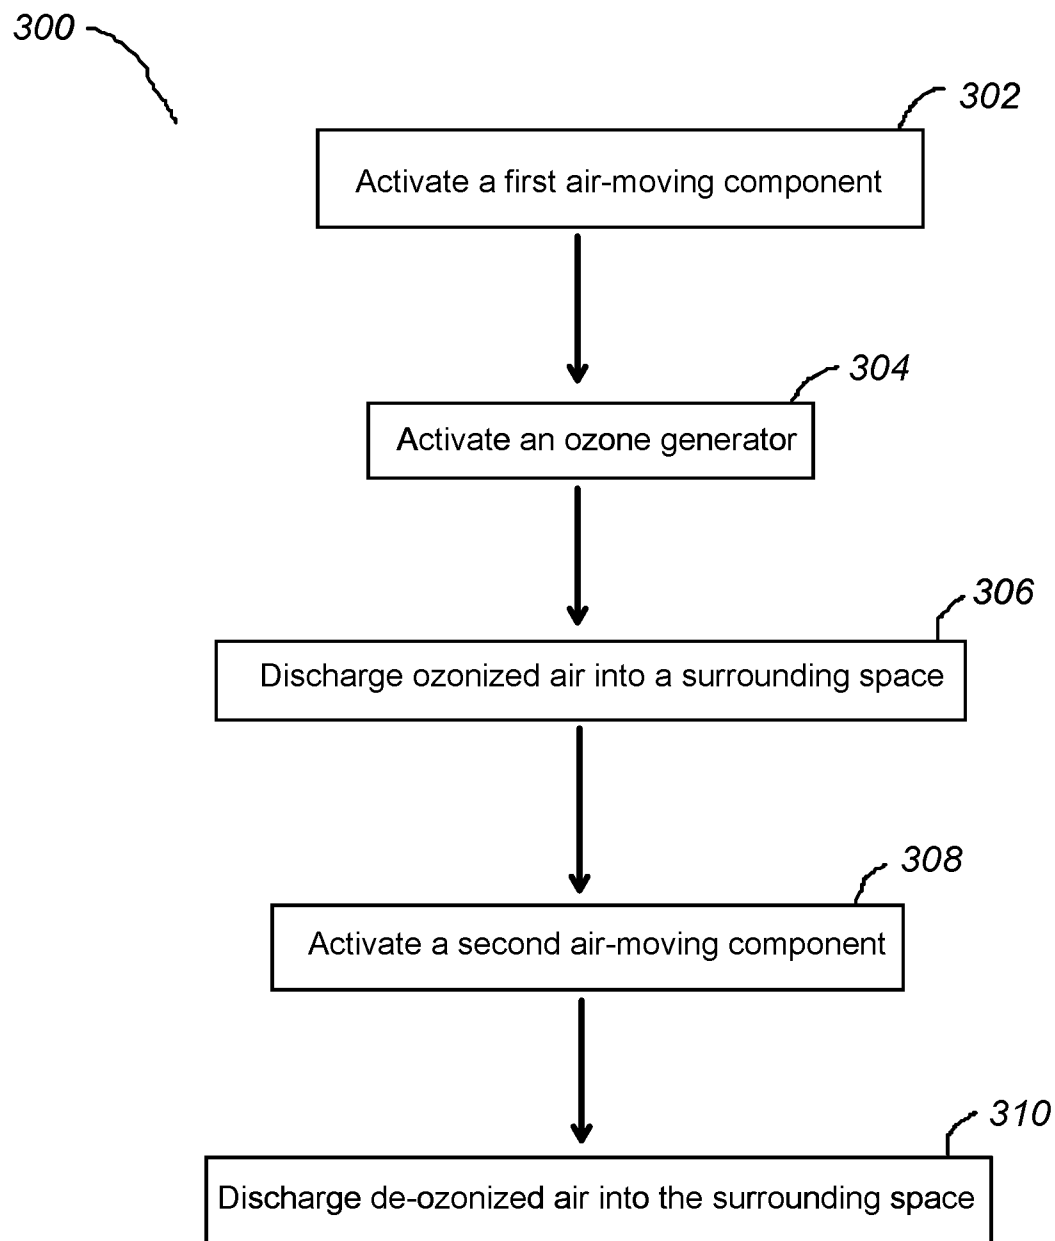 300
302
Activate a first air-moving component
304
Activate an ozone generator
306
Discharge ozonized air into a surrounding space
308
Activate a second air-moving component
310
Discharge de-ozonized air into the surrounding space